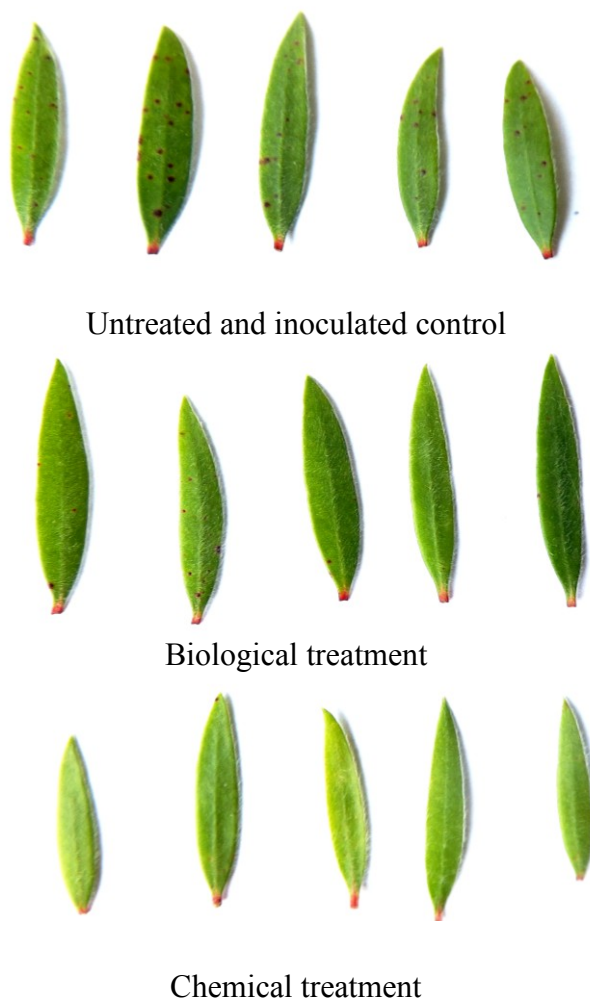 Untreated and inoculated control
Biological treatment
Chemical treatment